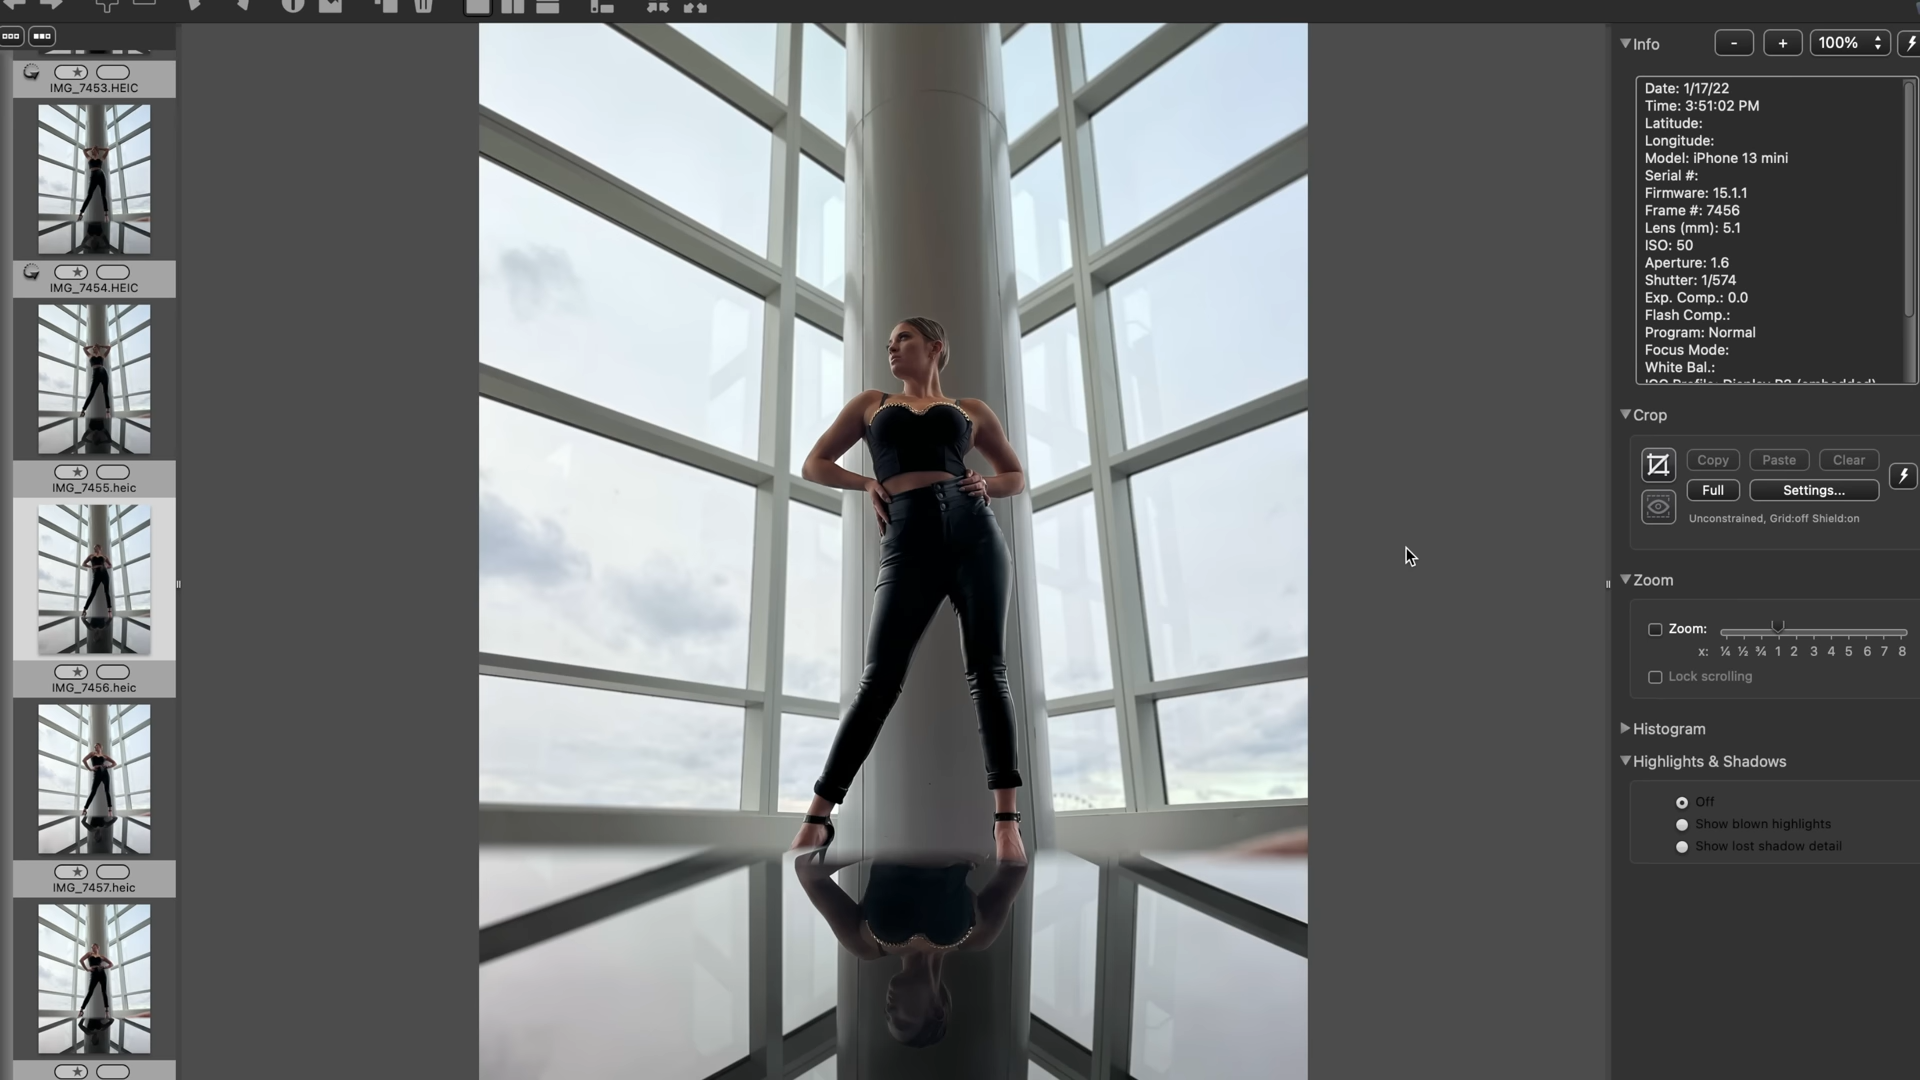 IMG_7453.HEIC
IMG_7454.HEIC
IMG_7455.heic
IMG_7456.heic
IMG_7457.heic
Info
-
+
100%
Date: 1/17/22
Time: 3:51:02 PM
Latitude:
Longitude:
Model: iPhone 13 mini
Serial #:
Firmware: 15.1.1
Frame #: 7456
Lens (mm): 5.1
ISO: 50
Aperture: 1.6
Shutter: 1/574
Exp. Comp.: 0.0
Flash Comp.:
Program: Normal
Focus Mode:
White Bal.:
Crop
Copy Paste Clear
Full Settings...
Unconstrained, Grid:off Shield:on
Zoom
Zoom:
x: ¼ ½ ¾ 1 2 3 4 5 6 7 8
Lock scrolling
Histogram
Highlights & Shadows
Off
Show blown highlights
Show lost shadow detail